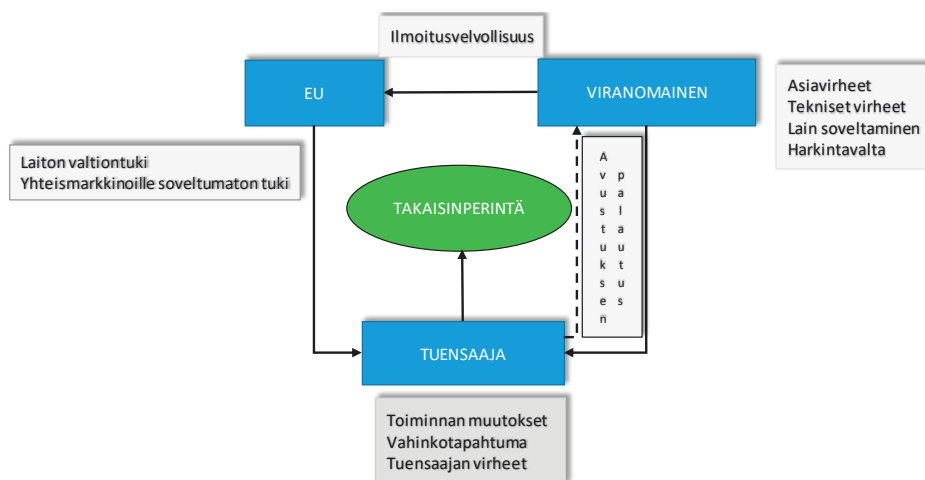 Ilmoitusvelvollisuus
EU
VIRANOMAINEN
Asiavirheet
Tekniset virheet
Lain soveltaminen
Harkintavalta
Laiton valtiontuki
Yhteismarkkinoille soveltumaton tuki
Avustuksen
palautus
TAKAISINPERINTÄ
TUENSAAJA
Toiminnan muutokset
Vahinkotapahtuma
Tuensaajan virheet